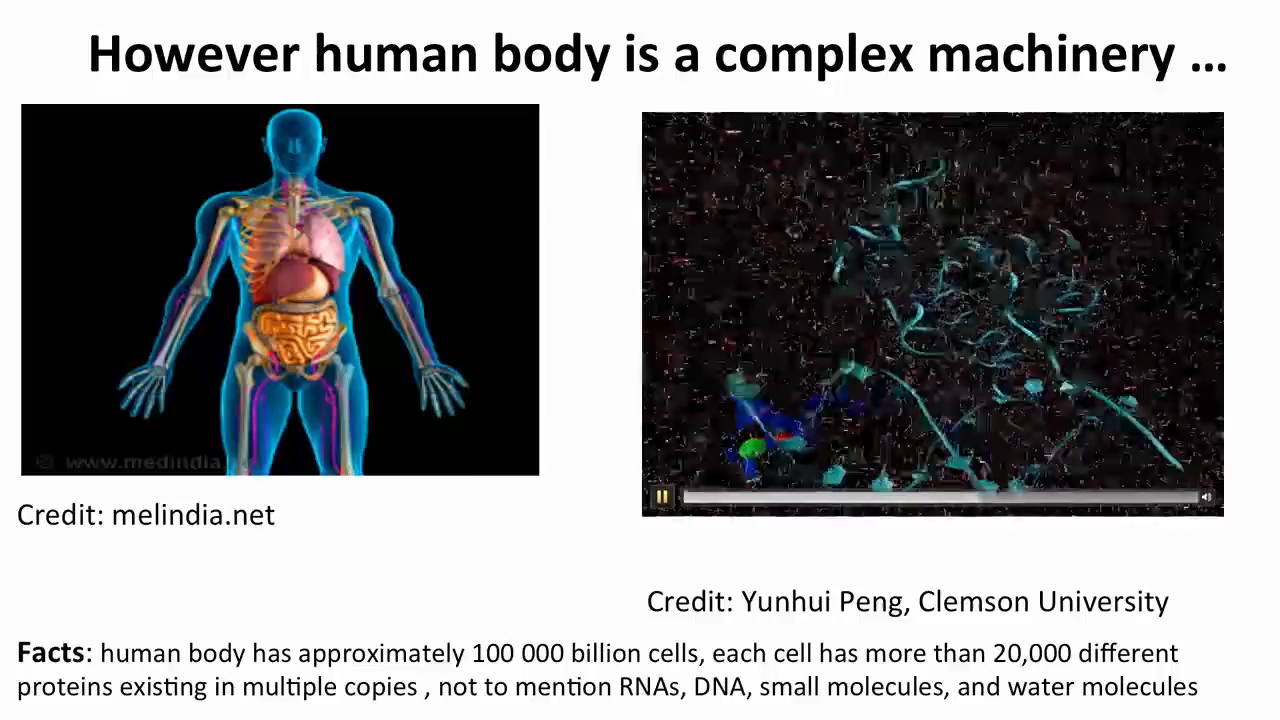 However human body is a complex machinery ...
www.medindia.
Credit: melindia.net
Credit: Yunhui Peng, Clemson University
Facts: human body has approximately 100 000 billion cells, each cell has more than 20,000 different
proteins existing in multiple copies , not to mention RNAs, DNA, small molecules, and water molecules